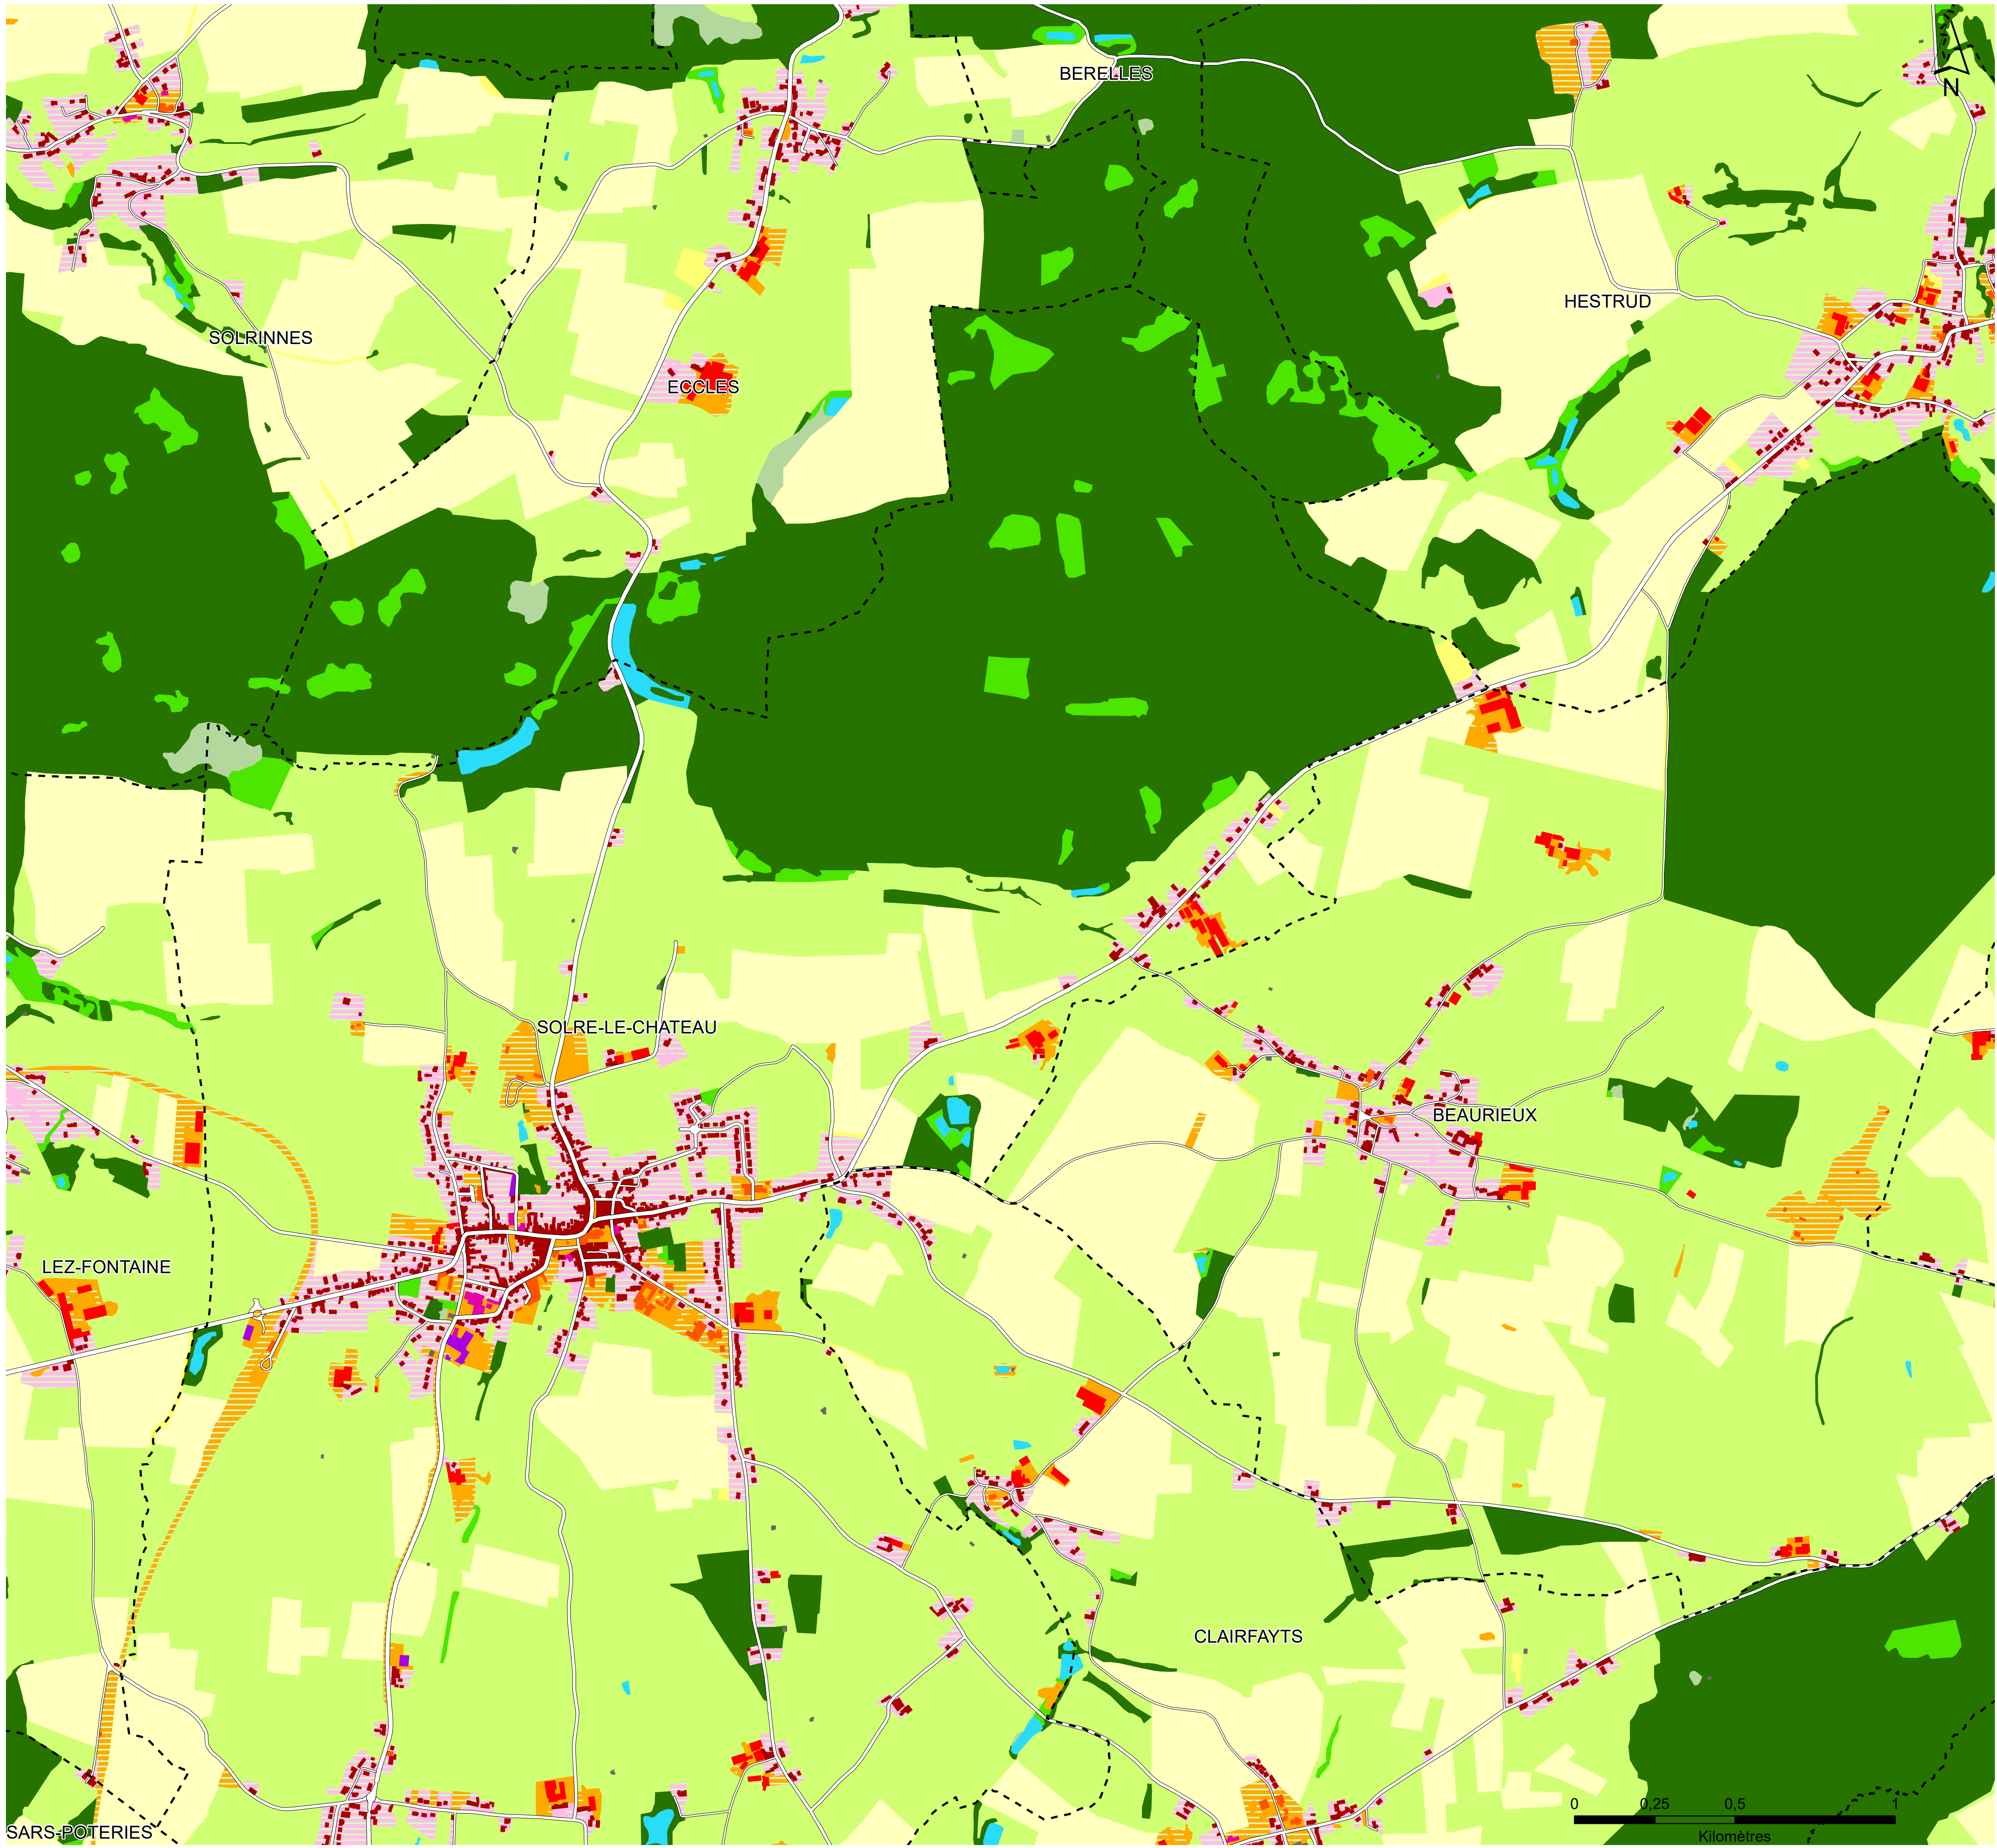 BERELLES
N
HESTRUD
SOLRINNES
ECCLES
SOLRE-LE-CHATEAU
BEAURIEUX
LEZ-FONTAINE
CLAIRFAYTS
0 0,25 0,5 1
Kilomètres
SARS-POTERIES